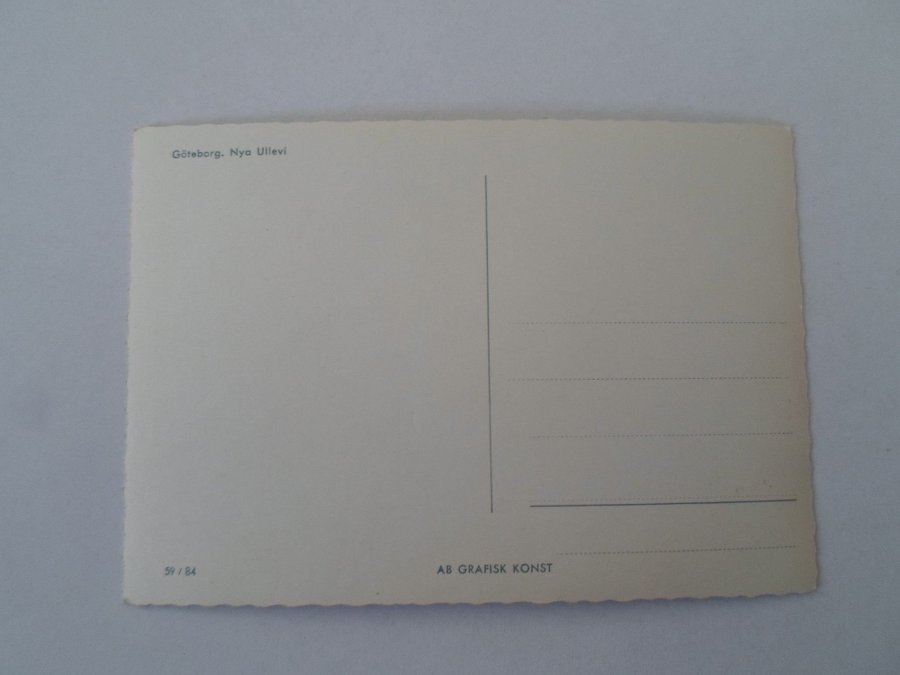 Göteborg. Nya Ullevi
59 / 84
AB GRAFISK KONST